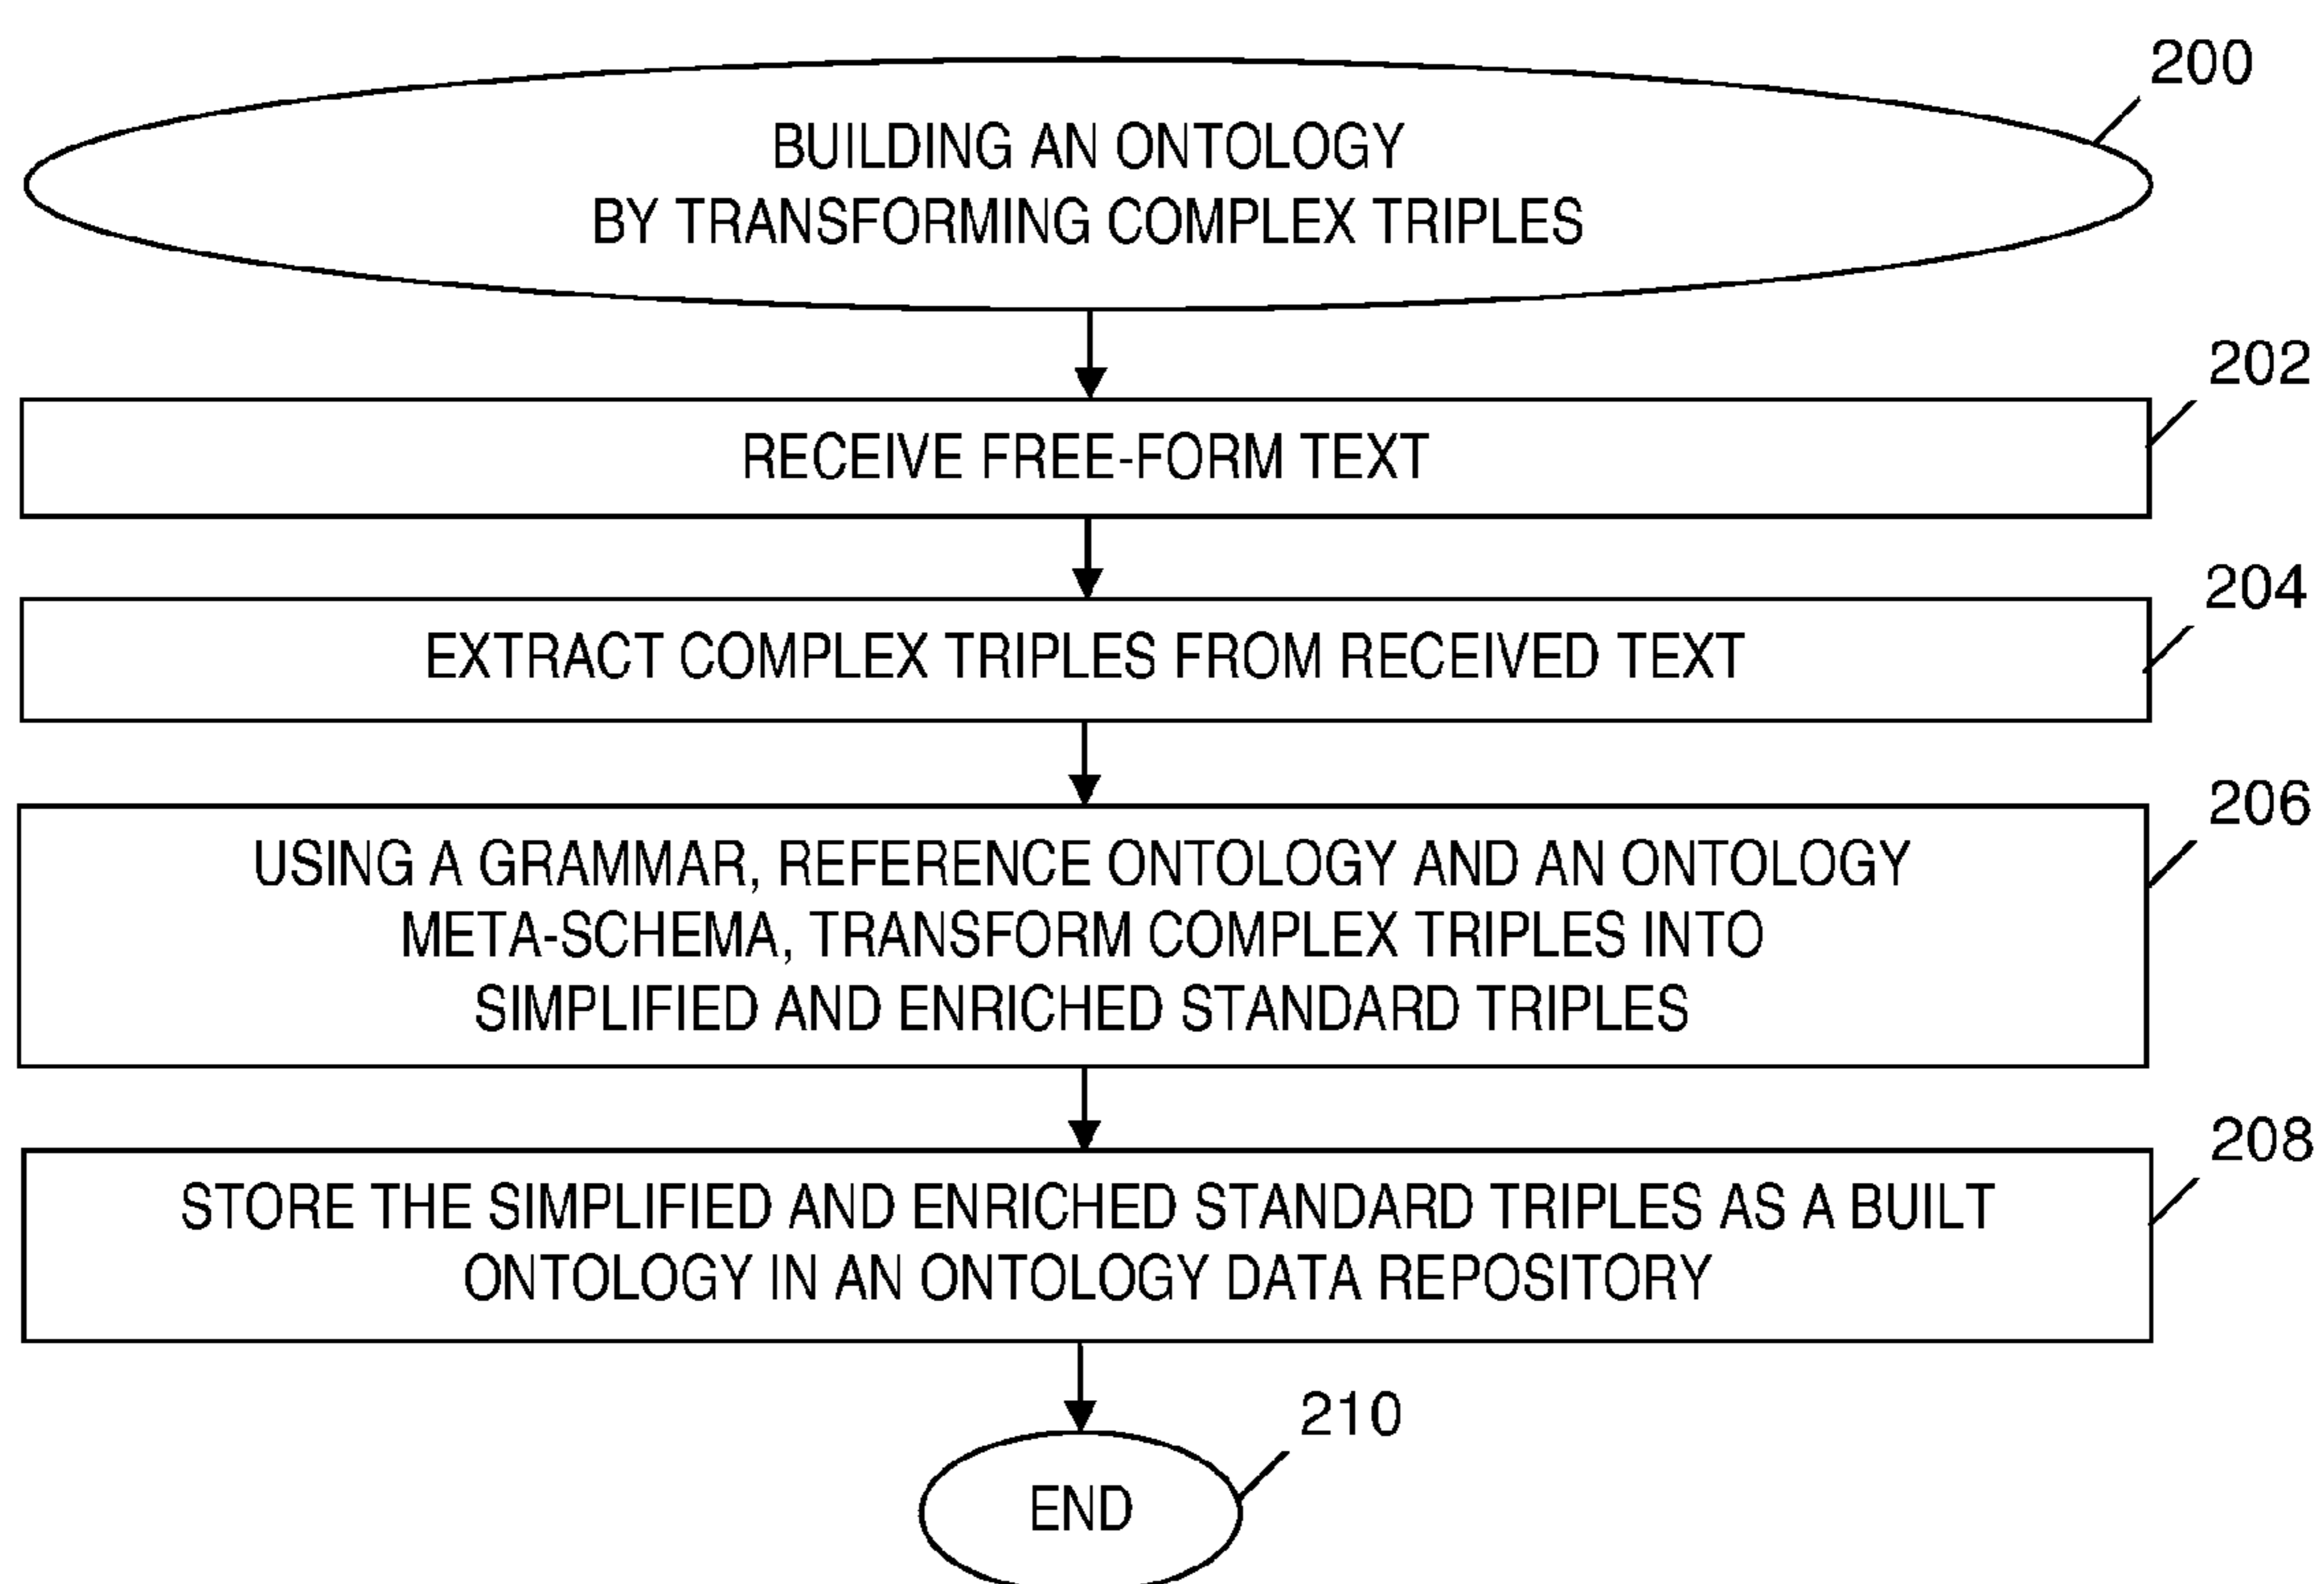 200
BUILDING AN ONTOLOGY
BY TRANSFORMING COMPLEX TRIPLES
202
RECEIVE FREE-FORM TEXT
204
EXTRACT COMPLEX TRIPLES FROM RECEIVED TEXT
206
USING A GRAMMAR, REFERENCE ONTOLOGY AND AN ONTOLOGY
META-SCHEMA, TRANSFORM COMPLEX TRIPLES INTO
SIMPLIFIED AND ENRICHED STANDARD TRIPLES
208
STORE THE SIMPLIFIED AND ENRICHED STANDARD TRIPLES AS A BUILT
ONTOLOGY IN AN ONTOLOGY DATA REPOSITORY
210
END